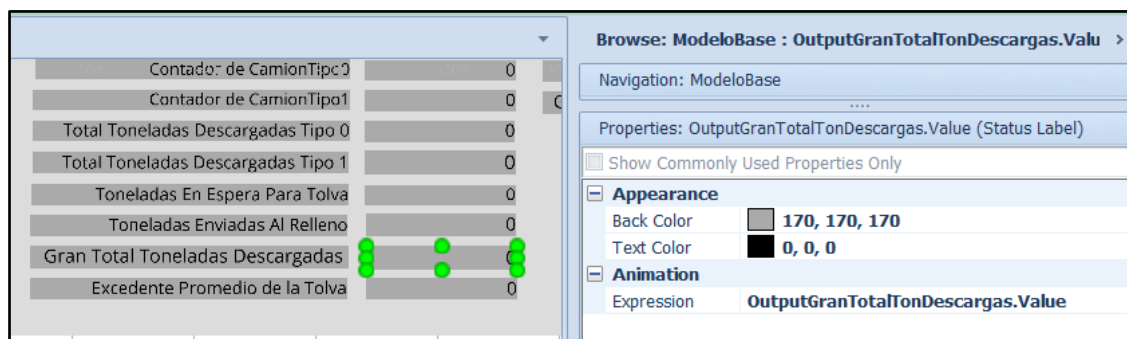 Contador de CamionTipo0 0
Contador de CamionTipo1 0
Total Toneladas Descargadas Tipo 0 0
Total Toneladas Descargadas Tipo 1 0
Toneladas En Espera Para Tolva 0
Toneladas Enviadas Al Relleno 0
Gran Total Toneladas Descargadas 0
Excedente Promedio de la Tolva 0
Browse: ModeloBase : OutputGranTotalTonDescargas.Valu
Navigation: ModeloBase
Properties: OutputGranTotalTonDescargas.Value (Status Label)
Show Commonly Used Properties Only
Appearance
Back Color 170, 170, 170
Text Color 0, 0, 0
Animation
Expression OutputGranTotalTonDescargas.Value